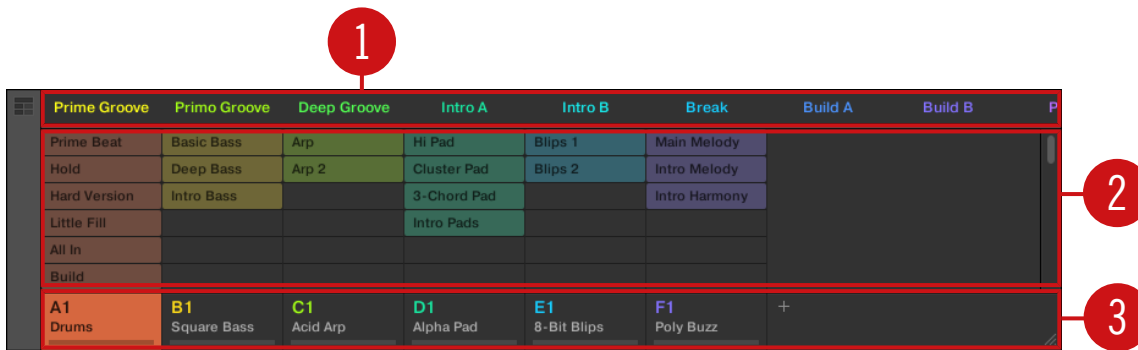 1
Prime Groove Primo Groove Deep Groove Intro A Intro B Break Build A Build B P
Prime Beat Basic Bass Arp Hi Pad Blips 1 Main Melody
Hold Deep Bass Arp 2 Cluster Pad Blips 2 Intro Melody
Hard Version Intro Bass 3-Chord Pad Intro Harmony
Little Fill Intro Pads
All In
Build
2
A1 B1 C1 D1 E1 F1 +
Drums Square Bass Acid Arp Alpha Pad 8-Bit Blips Poly Buzz
3